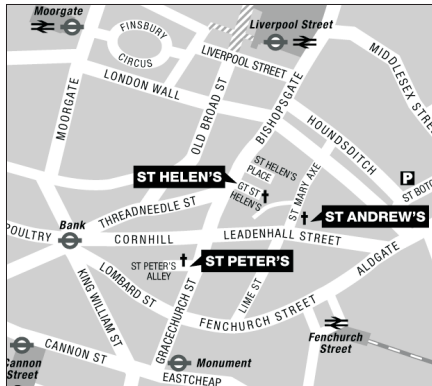 Moorgate
FINSBURY
CIRCUS
Liverpool Street
LIVERPOOL STREET
MIDDLESEX STREET
LONDON WALL
MOORGATE
OLD BROAD ST
BISHOPSGATE
HOUNDSDITCH
ST HELEN'S
PLACE
ST HELEN'S
GT ST
HELEN'S
ST MARY AXE
P
ST BOTO
THREADNEEDLE ST
ST ANDREW'S
Bank
POULTRY
CORNHILL
LEADENHALL STREET
ALDGATE
ST PETER'S
ALLEY
ST PETER'S
KING WILLIAM ST
LOMBARD ST
GRACECHURCH ST
LIME ST
FENCHURCH STREET
Fenchurch
Street
CANNON ST
Cannon
Street
Monument
EASTCHEAP